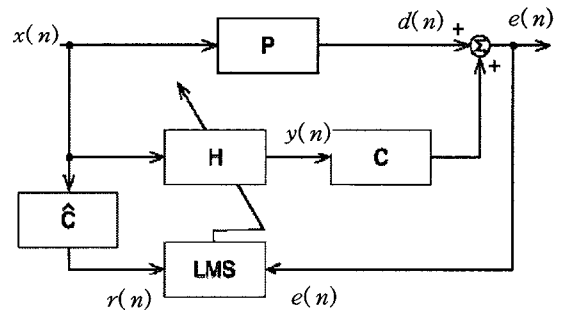 x(n)
P
d(n)
+
Σ
e(n)
+
H
y(n)
C
Ĉ
LMS
r(n)
e(n)